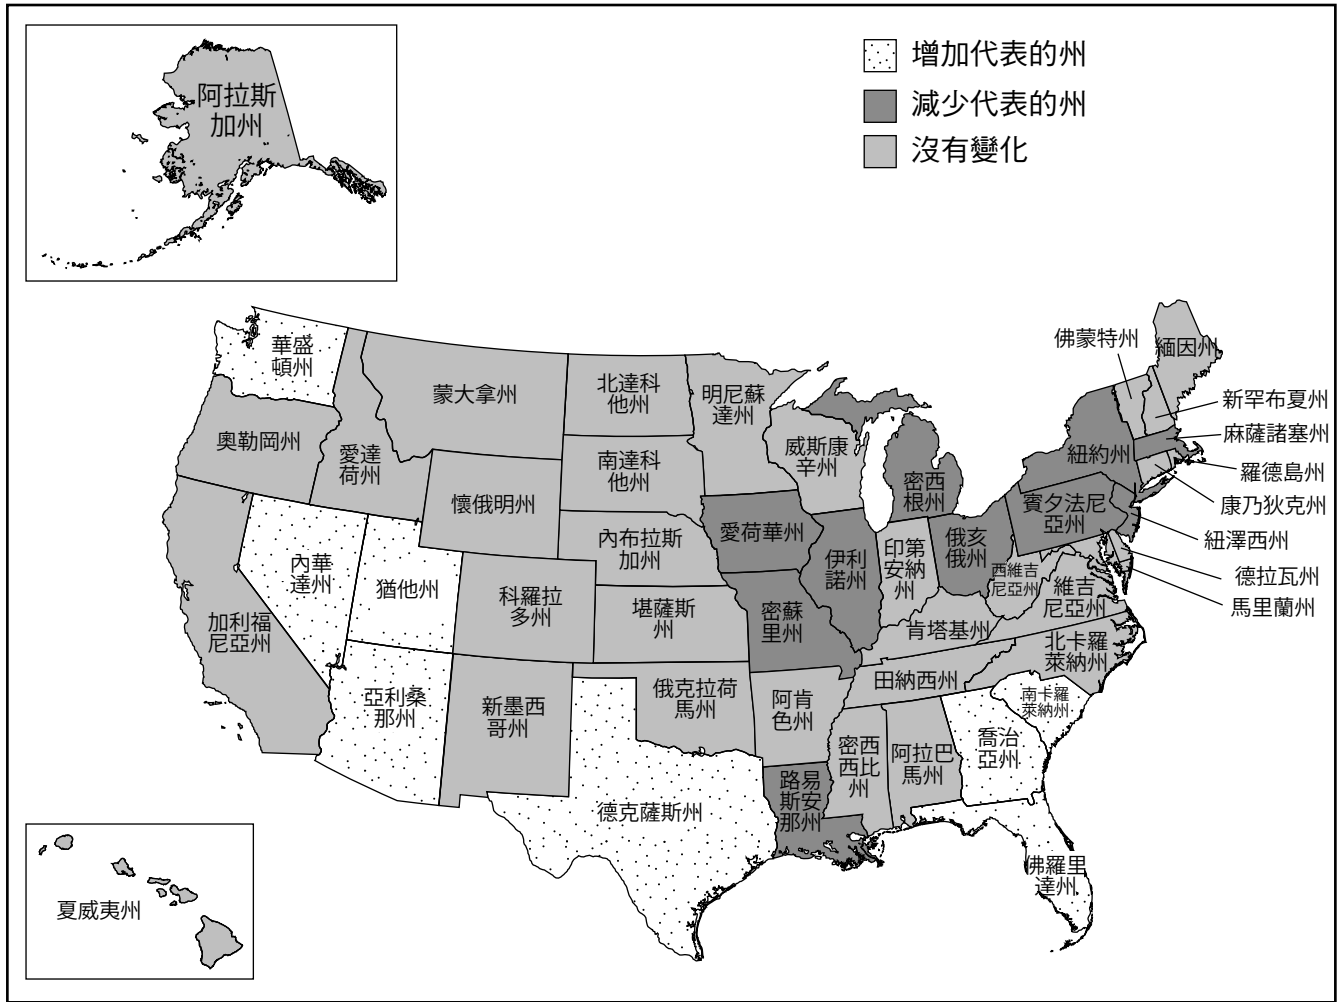 增加代表的州
減少代表的州
沒有變化
阿拉斯
加州
華盛
頓州
蒙大拿州
北達科
他州
明尼蘇
達州
佛蒙特州
緬因州
新罕布夏州
麻薩諸塞州
羅德島州
康乃狄克州
紐澤西州
德拉瓦州
馬里蘭州
奧勒岡州
愛達
荷州
懷俄明州
南達科
他州
威斯康
辛州
密西
根州
紐約州
賓夕法尼
亞州
內華
達州
猶他州
科羅拉
多州
內布拉斯
加州
愛荷華州
伊利
諾州
印第
安納
州
俄亥
俄州
西維吉
尼亞州
維吉
尼亞州
加利福
尼亞州
堪薩斯
州
密蘇
里州
肯塔基州
北卡羅
萊納州
亞利桑
那州
新墨西
哥州
俄克拉荷
馬州
阿肯
色州
田納西州
南卡羅
萊納州
德克薩斯州
路易
斯安
那州
密西
西比
州
阿拉巴
馬州
喬治
亞州
佛羅里
達州
夏威夷州